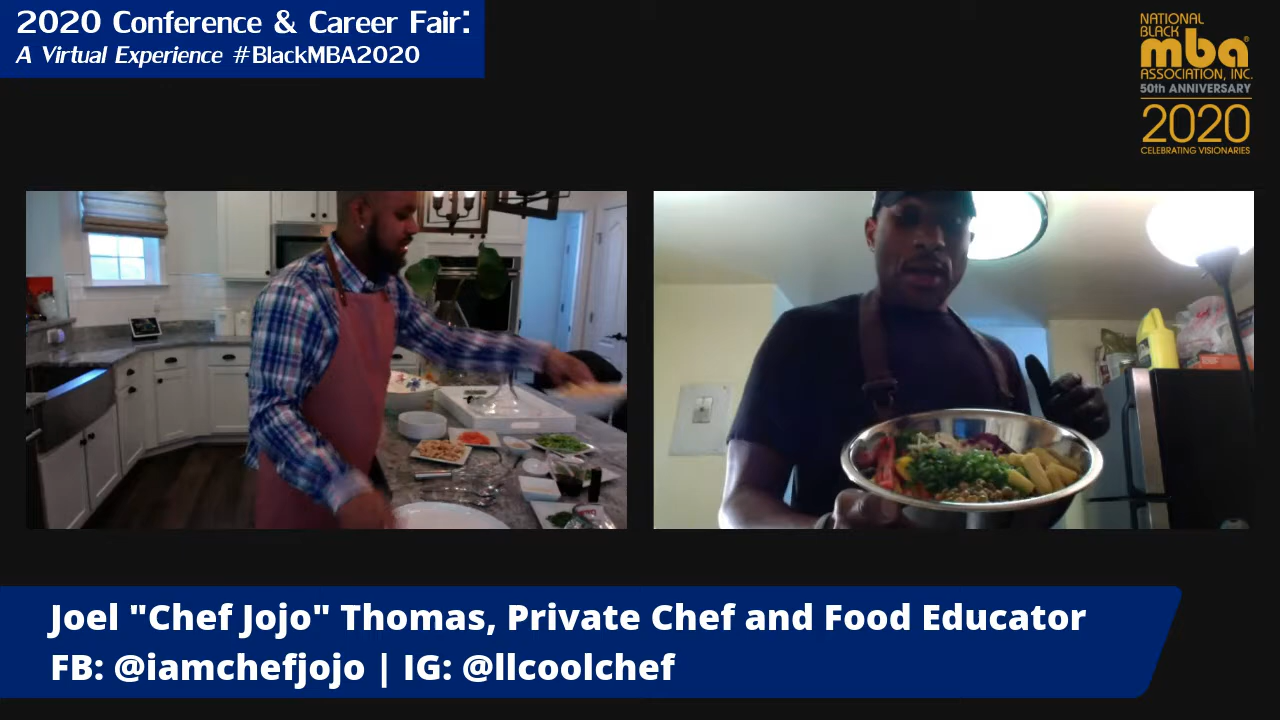 2020 Conference & Career Fair:
A Virtual Experience #BlackMBA2020
NATIONAL
BLACK
mba®
ASSOCIATION, INC.
50th ANNIVERSARY
2020
CELEBRATING VISIONARIES
Joel "Chef Jojo" Thomas, Private Chef and Food Educator
FB: @iamchefjojo | IG: @llcoolchef